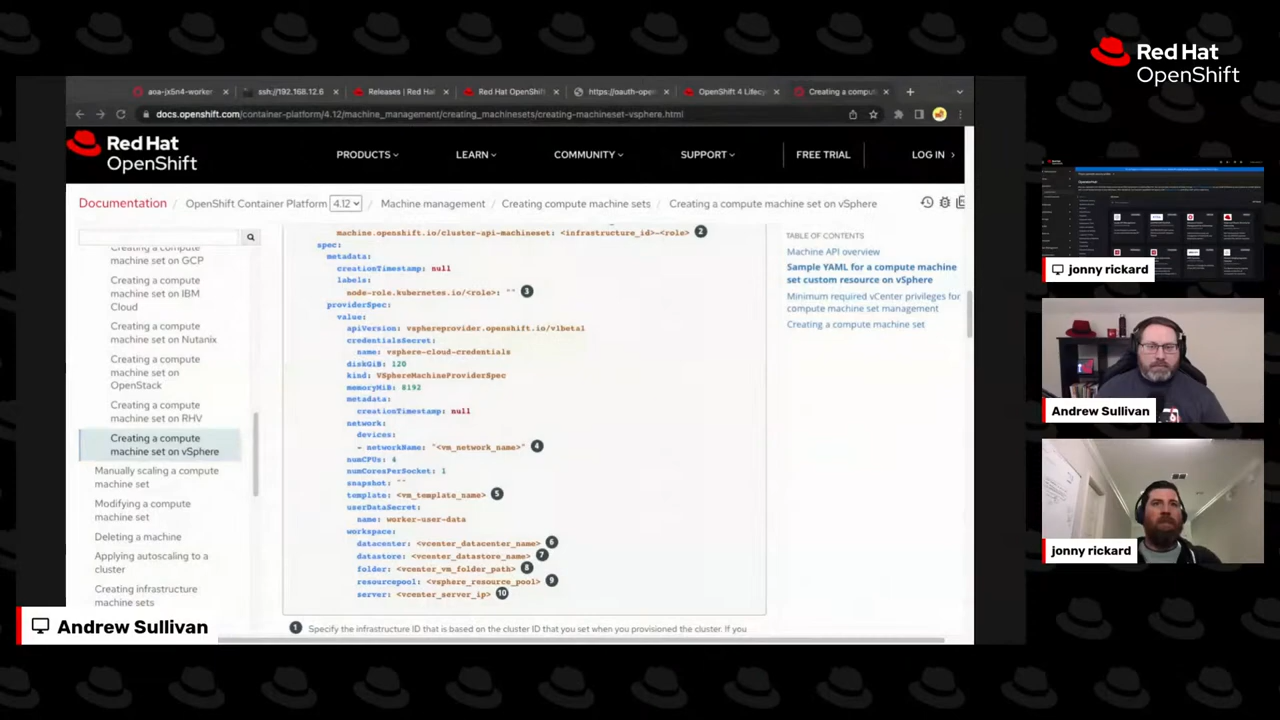 Red Hat
OpenShift
aoa-jx5n4-worker
ssh://192.168.12.6
Releases | Red Hat
Red Hat OpenShift
https://oauth-open
OpenShift 4 Lifec
Creating a compu
docs.openshift.com/container-platform/4.12/machine_management/creating_machinesets/creating-machineset-vsphere.html
Red Hat
OpenShift
PRODUCTS
LEARN
COMMUNITY
SUPPORT
FREE TRIAL
LOG IN
Documentation
OpenShift Container Platform 4.12
/ Machine management
/ Creating compute machine sets
/ Creating a compute machine set on vSphere
Creating a compute
machine set on GCP
Creating a compute
machine set on IBM
Cloud
Creating a compute
machine set on Nutanix
Creating a compute
machine set on
OpenStack
Creating a compute
machine set on RHV
Creating a compute
machine set on vSphere
Manually scaling a compute
machine set
Modifying a compute
machine set
Deleting a machine
Applying autoscaling to a
cluster
Creating infrastructure
machine sets
machine.openshift.io/cluster-api-machineset: <infrastructure_id>-<role> 2
spec:
metadata:
creationTimestamp: null
labels:
node-role.kubernetes.io/<role>: "" 3
providerSpec:
value:
apiVersion: vsphereprovider.openshift.io/v1beta1
credentialsSecret:
name: vsphere-cloud-credentials
diskGiB: 120
kind: VSphereMachineProviderSpec
memoryMiB: 8192
metadata:
creationTimestamp: null
network:
devices:
- networkName: "<vm_network_name>" 4
numCPUs: 4
numCoresPerSocket: 1
snapshot: ""
template: <vm_template_name> 5
userDataSecret:
name: worker-user-data
workspace:
datacenter: <vcenter_datacenter_name> 6
datastore: <vcenter_datastore_name> 7
folder: <vcenter_vm_folder_path> 8
resourcepool: <vsphere_resource_pool> 9
server: <vcenter_server_ip> 10
1 Specify the infrastructure ID that is based on the cluster ID that you set when you provisioned the cluster. If you
TABLE OF CONTENTS
Machine API overview
Sample YAML for a compute machine
set custom resource on vSphere
Minimum required vCenter privileges for
compute machine set management
Creating a compute machine set
Andrew Sullivan
jonny rickard
Andrew Sullivan
jonny rickard